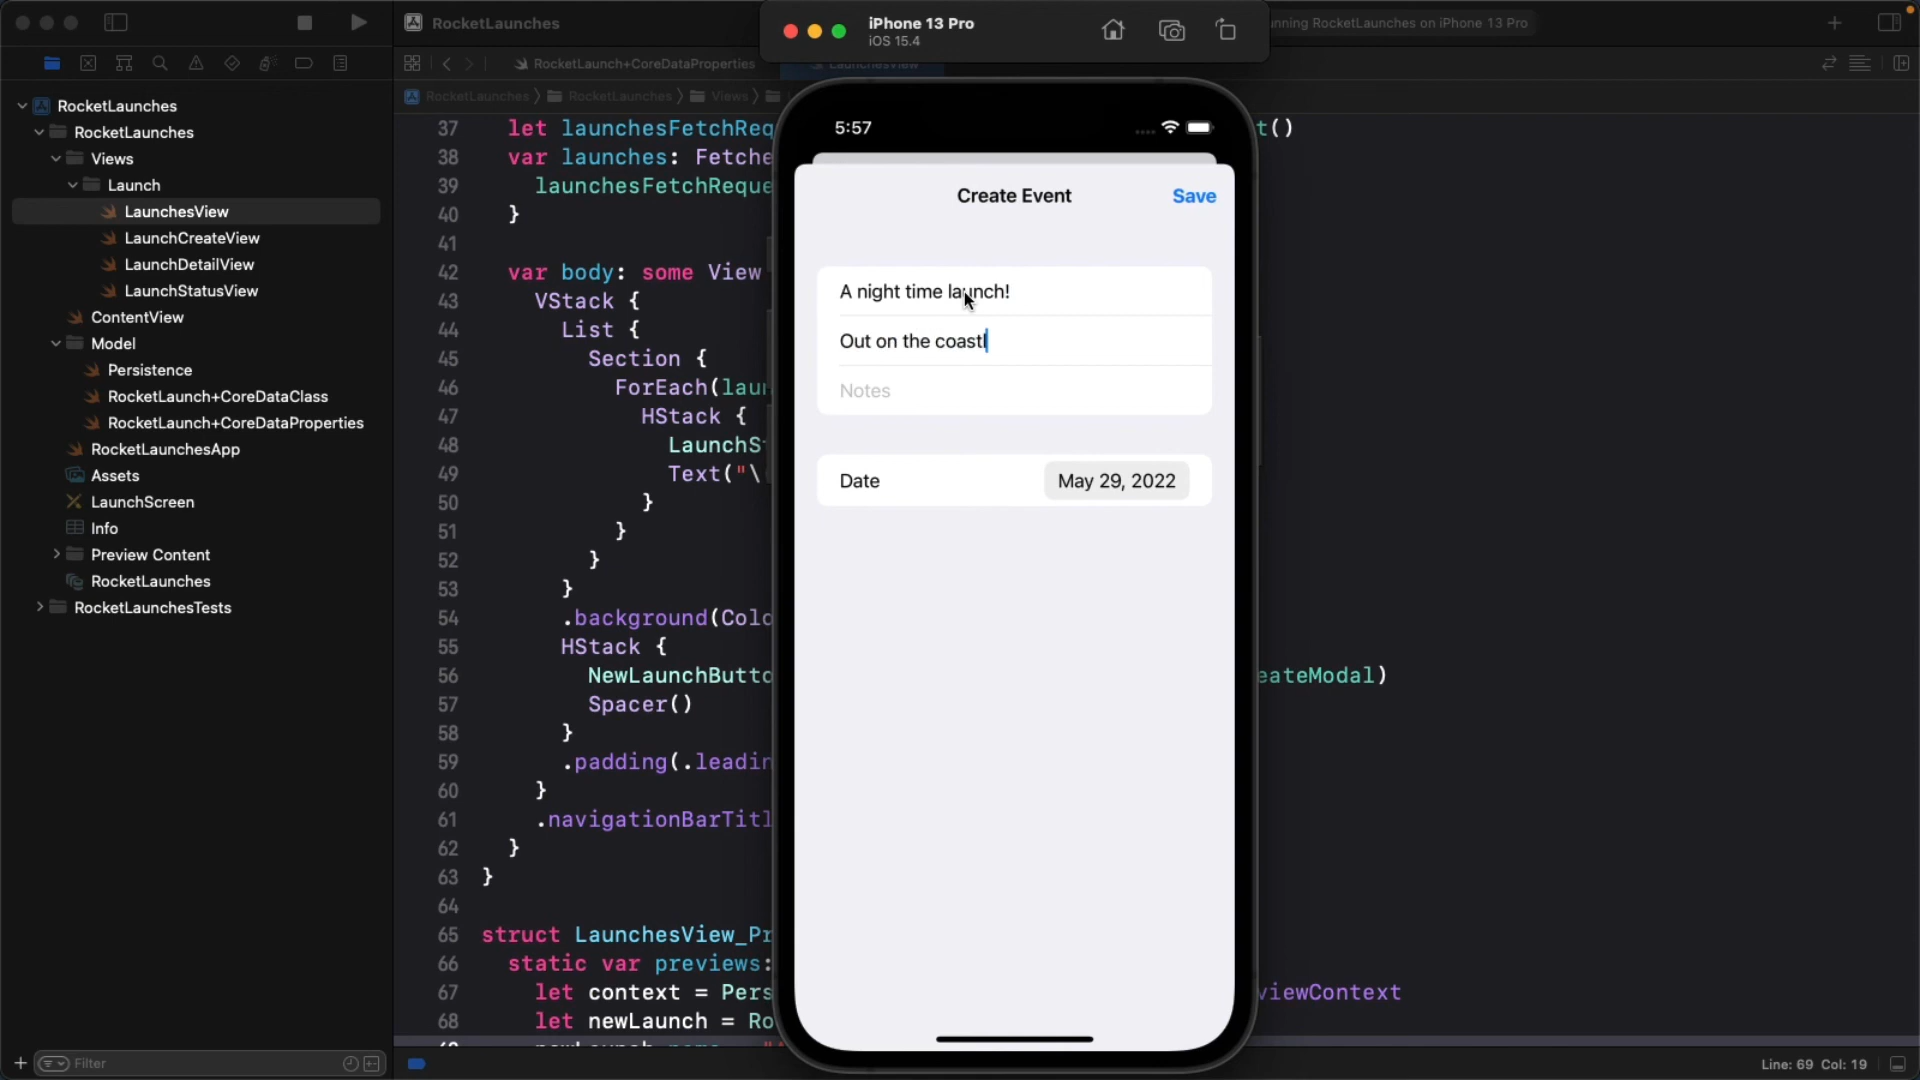 RocketLaunches
iPhone 13 Pro
iOS 15.4
nning RocketLaunches on iPhone 13 Pro
RocketLaunch+CoreDataProperties
LaunchesView
RocketLaunches
RocketLaunches
Views
RocketLaunches
RocketLaunches
Views
Launch
LaunchesView
LaunchCreateView
LaunchDetailView
LaunchStatusView
ContentView
Model
Persistence
RocketLaunch+CoreDataClass
RocketLaunch+CoreDataProperties
RocketLaunchesApp
Assets
LaunchScreen
Info
Preview Content
RocketLaunches
RocketLaunchesTests
Filter
37 let launchesFetchReq t()
38 var launches: Fetche
39 launchesFetchReque
40 }
41
42 var body: some View
43 VStack {
44 List {
45 Section {
46 ForEach(laun
47 HStack {
48 LaunchSt
49 Text("\
50 }
51 }
52 }
53 }
54 .background(Colo
55 HStack {
56 NewLaunchButto eateModal)
57 Spacer()
58 }
59 .padding(.leadin
60 }
61 .navigationBarTitl
62 }
63 }
64
65 struct LaunchesView_Pr
66 static var previews:
67 let context = Pers viewContext
68 let newLaunch = Ro
5:57
Create Event
Save
A night time launch!
Out on the coast!
Notes
Date
May 29, 2022
Line: 69 Col: 19